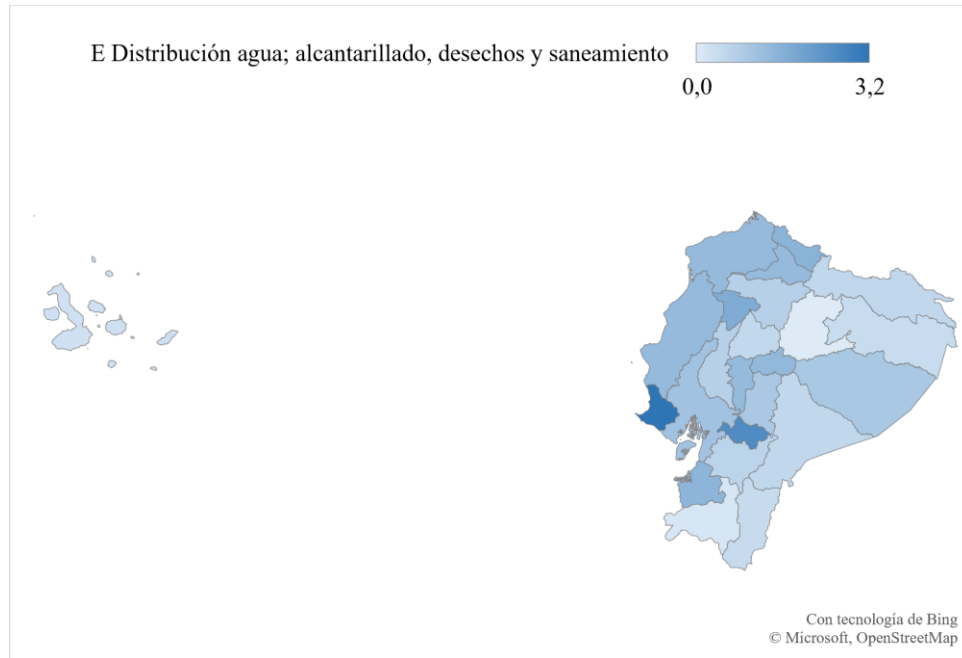 E Distribución agua; alcantarillado, desechos y saneamiento
0,0 3,2
Con tecnología de Bing
© Microsoft, OpenStreetMap